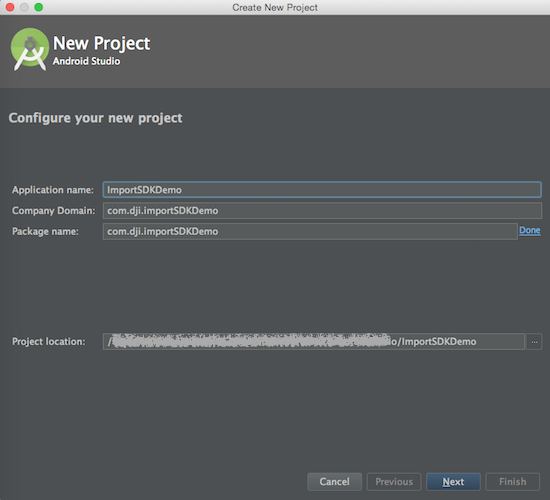 Create New Project
New Project
Android Studio
Configure your new project
Application name: ImportSDKDemo
Company Domain: com.dji.importSDKDemo
Package name: com.dji.importSDKDemo Done
Project location: / io/ImportSDKDemo ...
Cancel Previous Next Finish